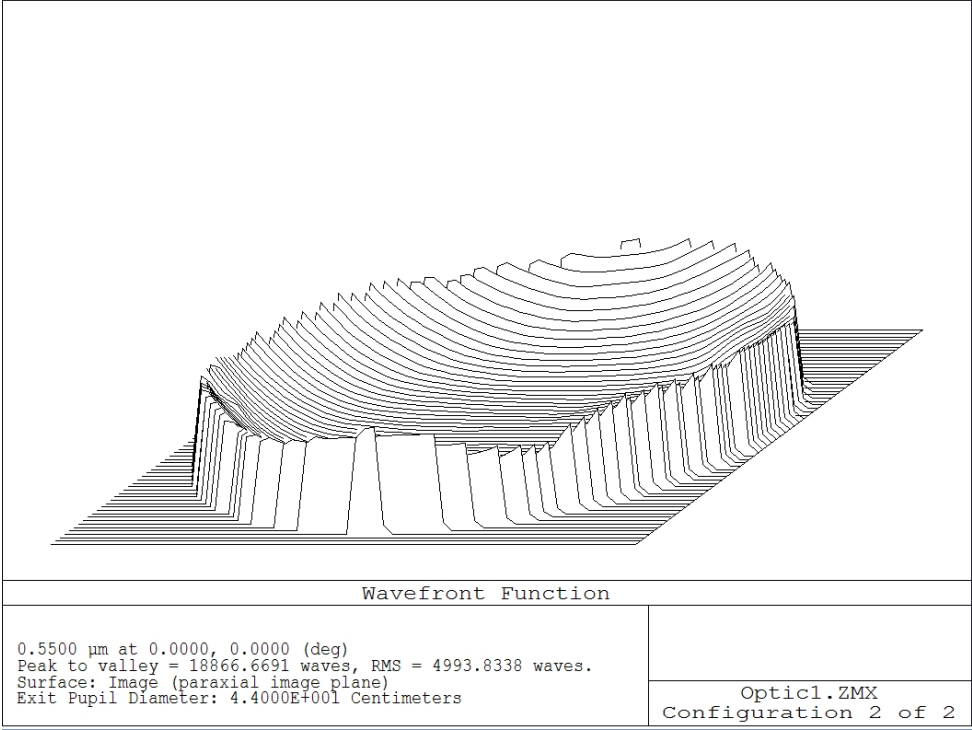 Wavefront Function
0.5500 µm at 0.0000, 0.0000 (deg)
Peak to valley = 18866.6691 waves, RMS = 4993.8338 waves.
Surface: Image (paraxial image plane)
Exit Pupil Diameter: 4.4000E+001 Centimeters
Optic1.ZMX
Configuration 2 of 2